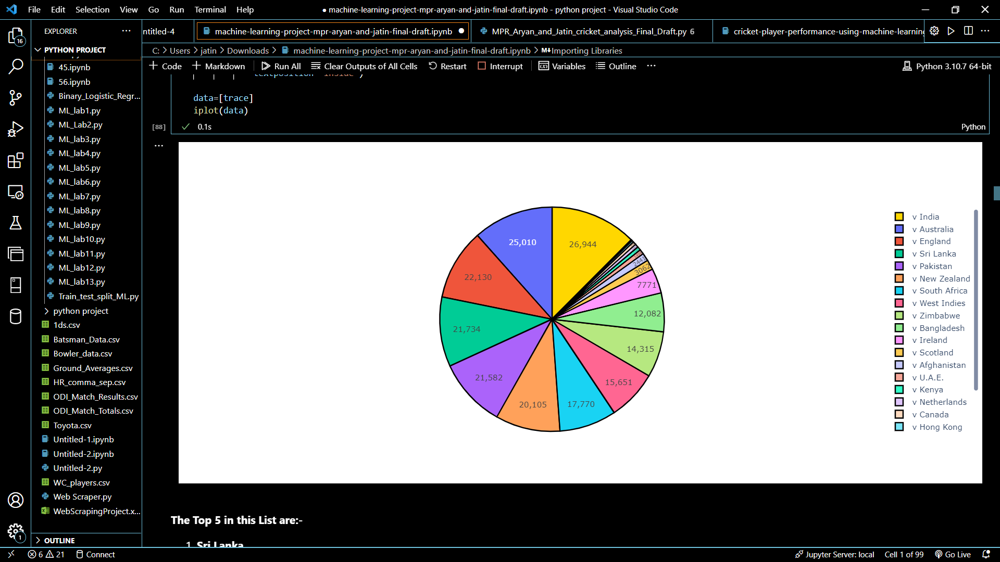 File Edit Selection View Go Run Terminal Help
● machine-learning-project-mpr-aryan-and-jatin-final-draft.ipynb - python project - Visual Studio Code
EXPLORER
ntitled-4
machine-learning-project-mpr-aryan-and-jatin-final-draft.ipynb
MPR_Aryan_and_Jatin_cricket_analysis_Final_Draft.py 6
cricket-player-performance-using-machine-learning
16
PYTHON PROJECT
C: > Users > jatin > Downloads > machine-learning-project-mpr-aryan-and-jatin-final-draft.ipynb > M↓Importing Libraries
+ Code + Markdown Run All Clear Outputs of All Cells Restart Interrupt Variables Outline ···
Python 3.10.7 64-bit
45.ipynb
56.ipynb
Binary_Logistic_Regr...
ML_lab1.py
ML_Lab2.py
ML_lab3.py
ML_lab4.py
ML_lab5.py
ML_lab6.py
ML_lab7.py
ML_lab8.py
ML_lab9.py
ML_lab10.py
ML_lab11.py
ML_lab12.py
ML_lab13.py
Train_test_split_ML.py
python project
1ds.csv
Batsman_Data.csv
Bowler_data.csv
Ground_Averages.csv
HR_comma_sep.csv
ODI_Match_Results.csv
ODI_Match_Totals.csv
Toyota.csv
Untitled-1.ipynb
Untitled-2.ipynb
Untitled-2.py
WC_players.csv
Web Scraper.py
WebScrapingProject.x...
OUTLINE
1
data=[trace]
iplot(data)
[88]
0.1s
Python
25,010
26,944
22,130
2441
3062
7771
12,082
21,734
14,315
21,582
15,651
20,105
17,770
v India
v Australia
v England
v Sri Lanka
v Pakistan
v New Zealand
v South Africa
v West Indies
v Zimbabwe
v Bangladesh
v Ireland
v Scotland
v Afghanistan
v U.A.E.
v Kenya
v Netherlands
v Canada
v Hong Kong
The Top 5 in this List are:-
1. Sri Lanka
6 21 Connect
Jupyter Server: local Cell 1 of 99 Go Live